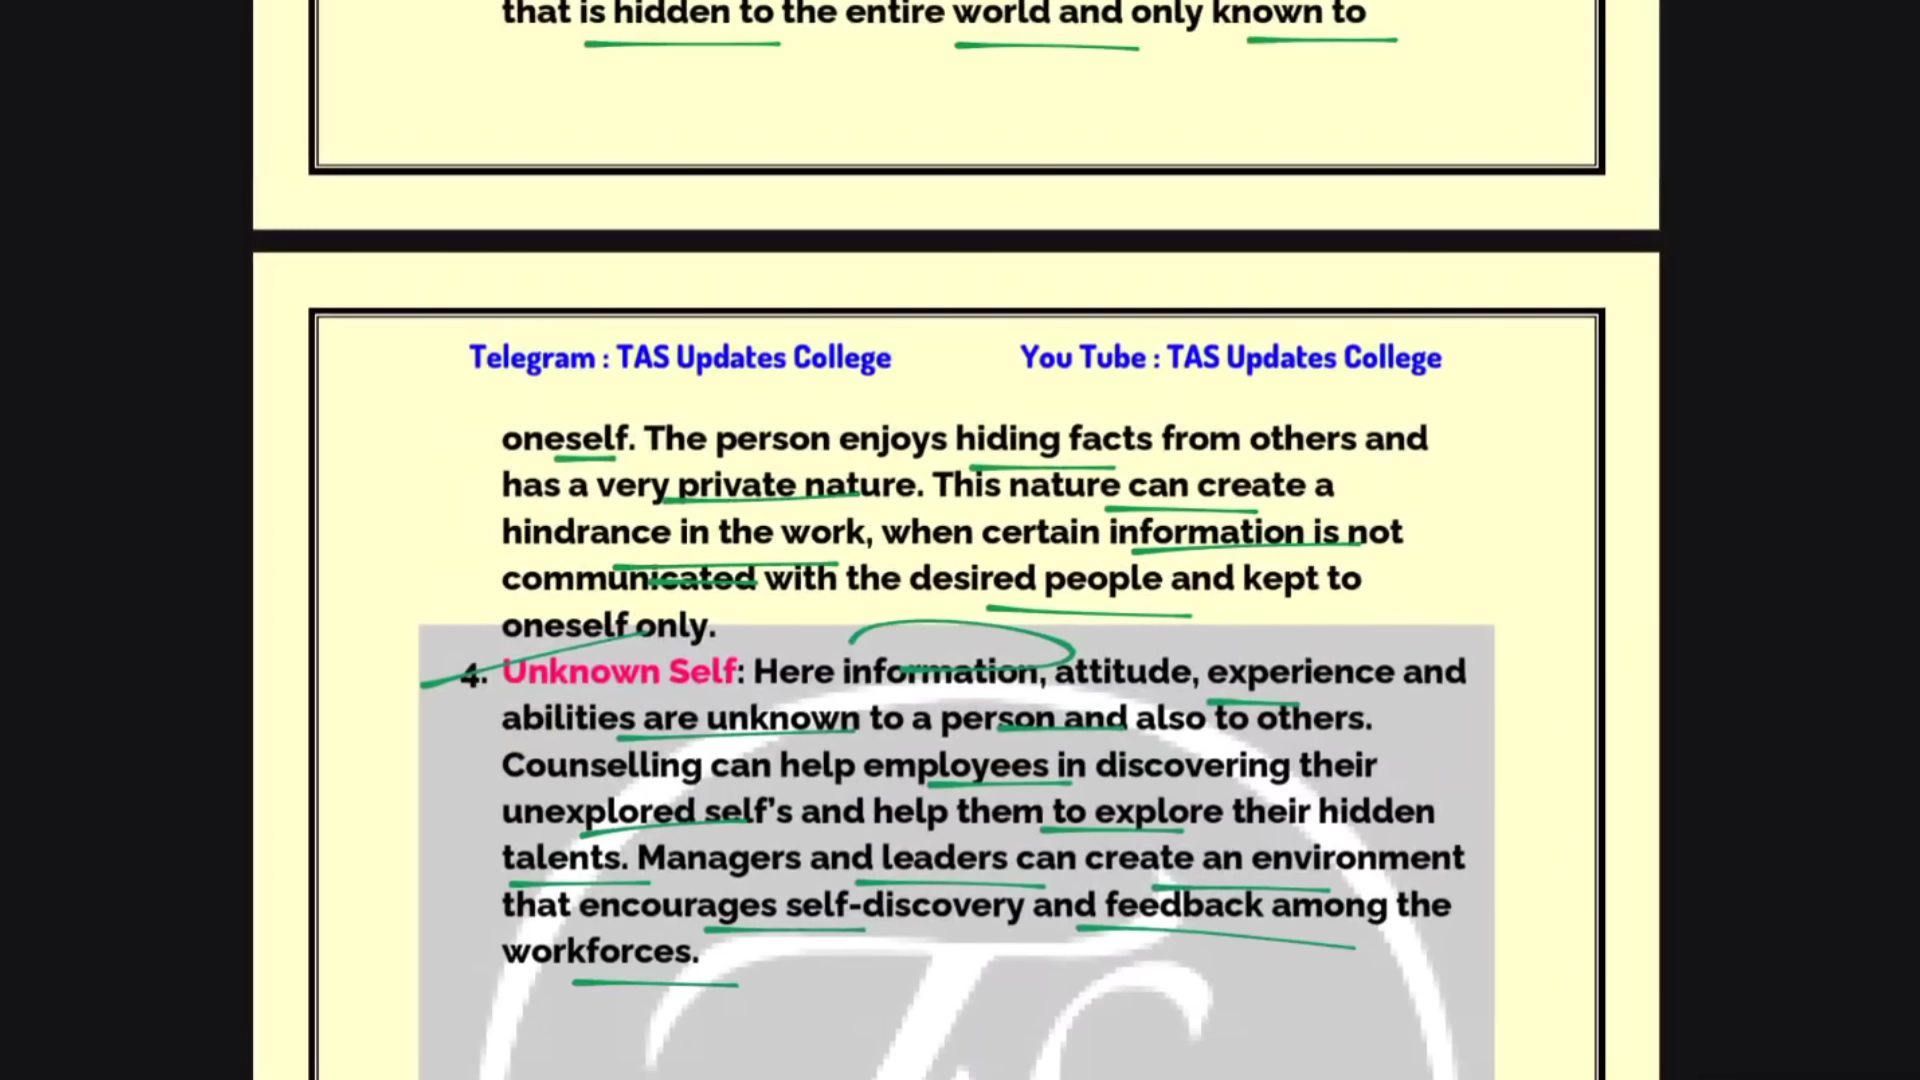 that is hidden to the entire world and only known to
Telegram : TAS Updates College
You Tube : TAS Updates College
oneself. The person enjoys hiding facts from others and
has a very private nature. This nature can create a
hindrance in the work, when certain information is not
communicated with the desired people and kept to
oneself only.
4. Unknown Self: Here information, attitude, experience and
abilities are unknown to a person and also to others.
Counselling can help employees in discovering their
unexplored self’s and help them to explore their hidden
talents. Managers and leaders can create an environment
that encourages self-discovery and feedback among the
workforces.